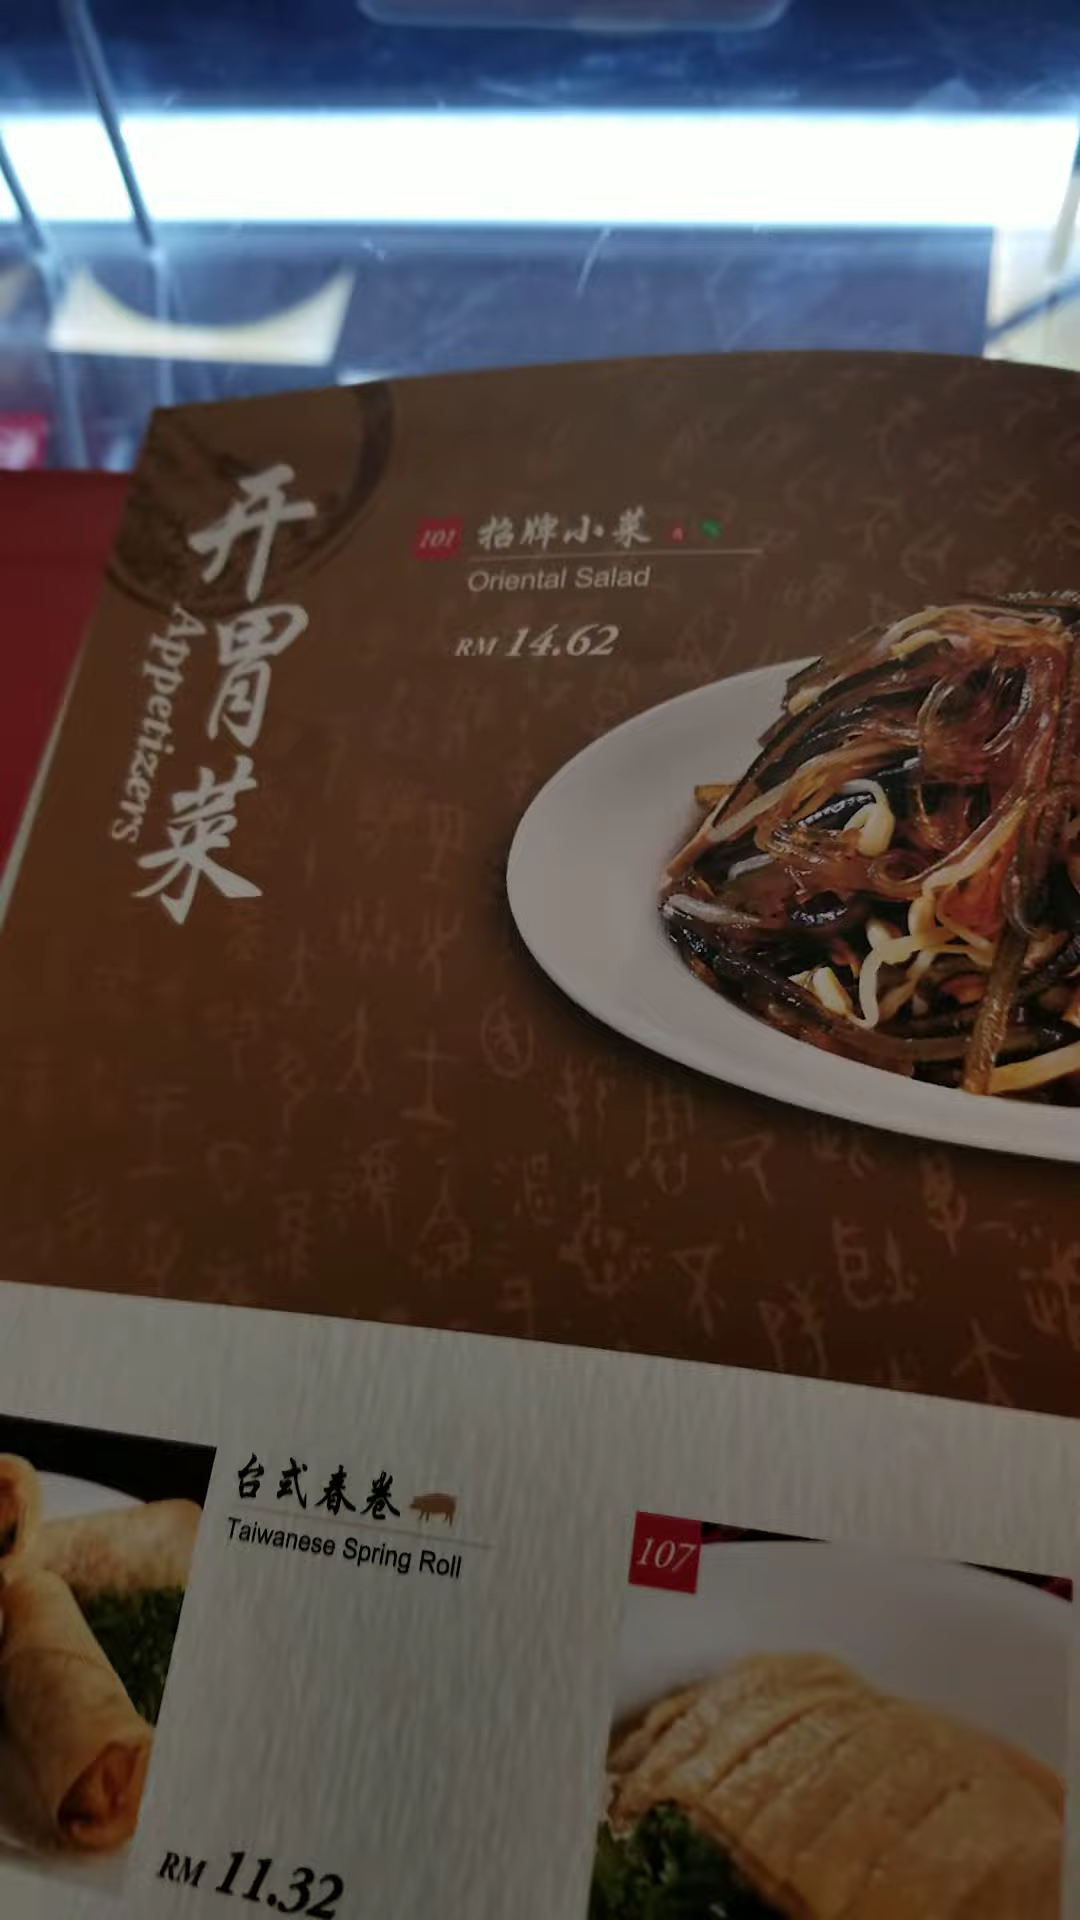 开胃菜
Appetizers
101 招牌小菜
Oriental Salad
RM 14.62
台式春卷
Taiwanese Spring Roll
RM 11.32
107